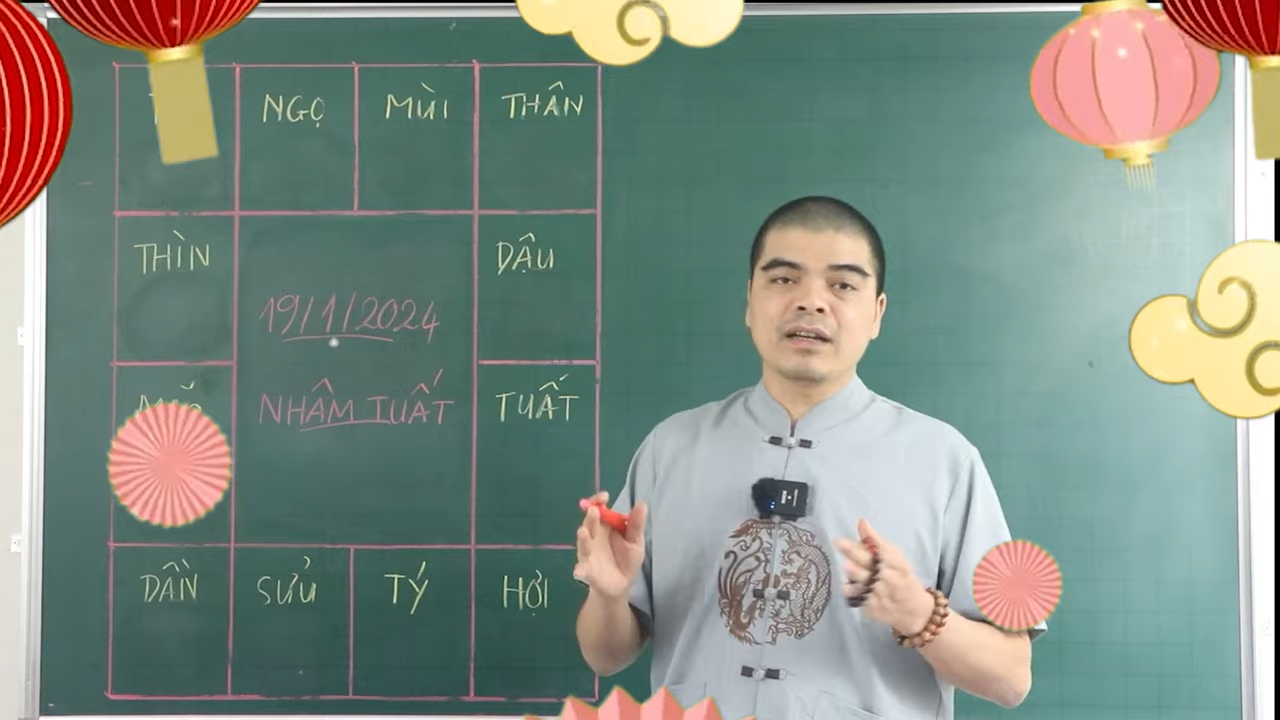 NGỌ MÙI THÂN
THÌN DẬU
19/1/2024
NHÂM TUẤT TUẤT
DẦN SỬU TÝ HỢI